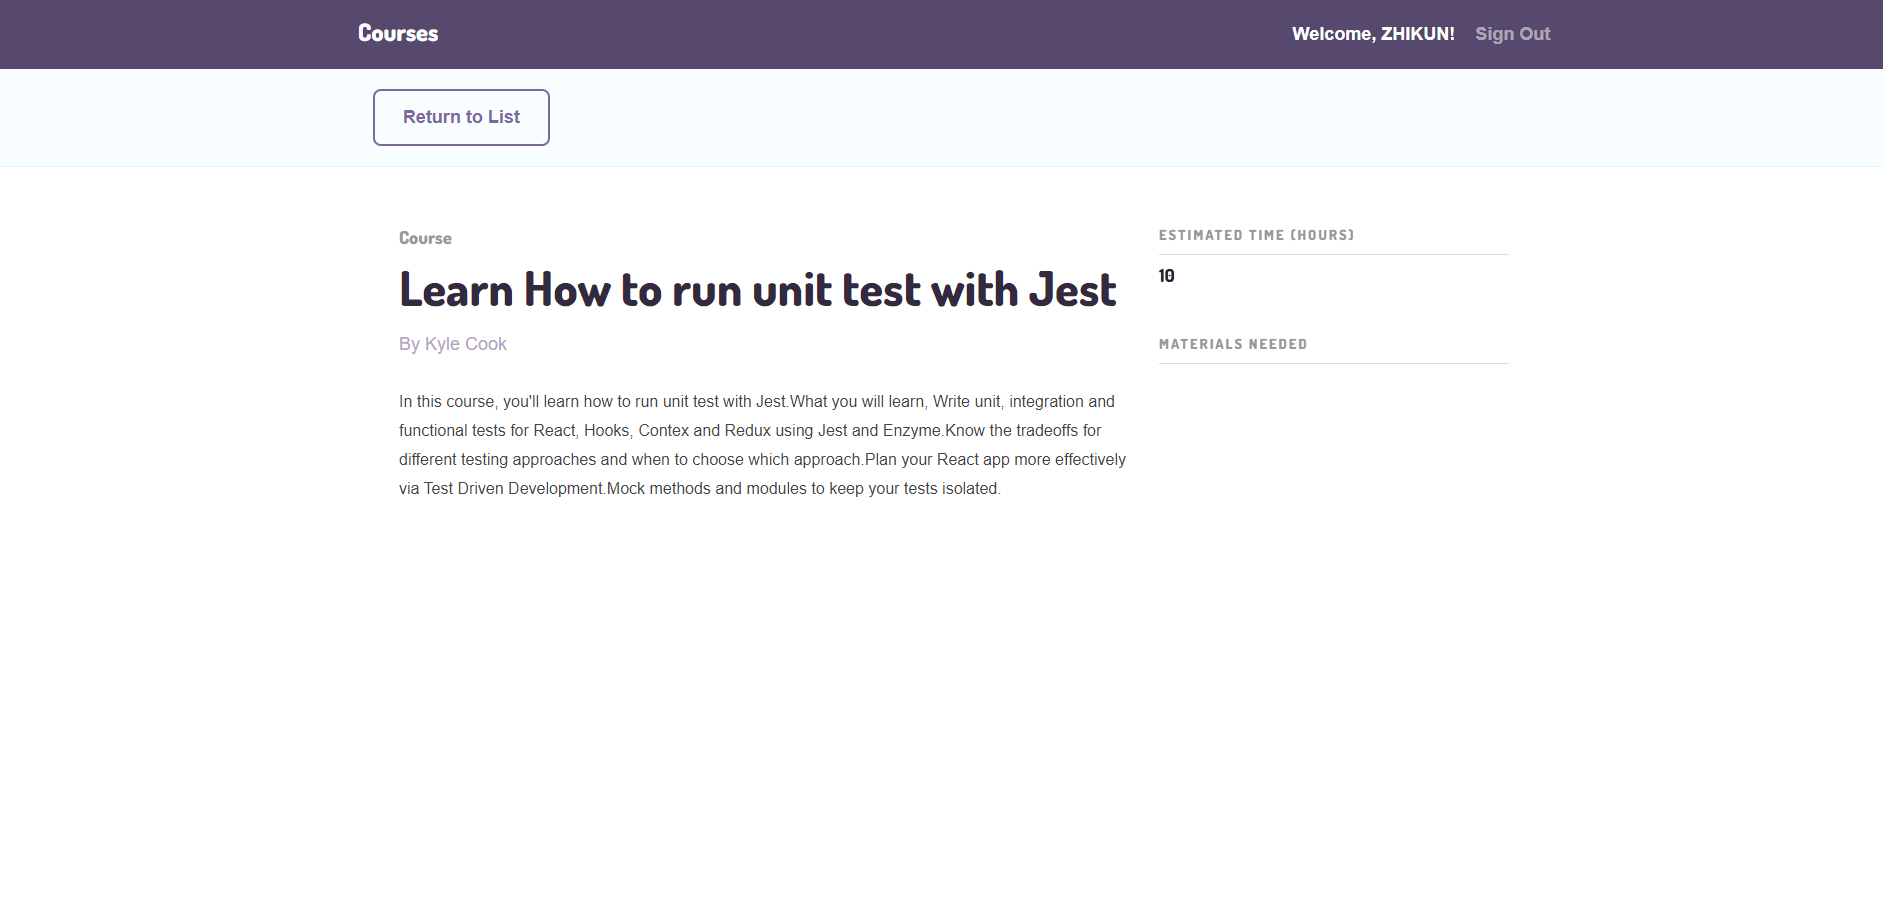 Courses
Welcome, ZHIKUN! Sign Out
Return to List
Course
Learn How to run unit test with Jest
By Kyle Cook
In this course, you'll learn how to run unit test with Jest.What you will learn, Write unit, integration and
functional tests for React, Hooks, Contex and Redux using Jest and Enzyme.Know the tradeoffs for
different testing approaches and when to choose which approach.Plan your React app more effectively
via Test Driven Development.Mock methods and modules to keep your tests isolated.
ESTIMATED TIME (HOURS)
10
MATERIALS NEEDED